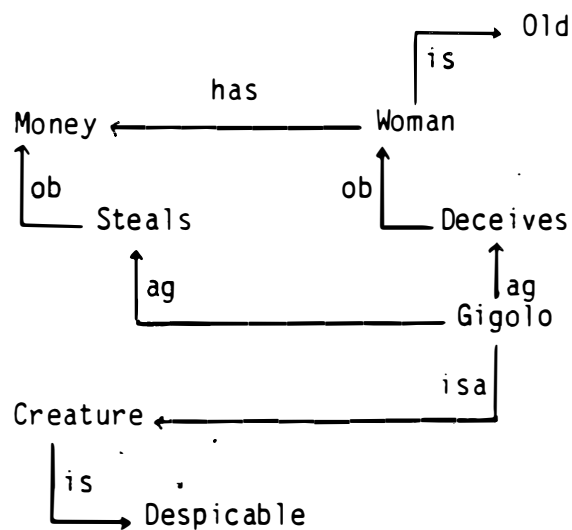 Old
is
has
Money Woman
ob ob
Steals Deceives
ag ag
Gigolo
isa
Creature
is
Despicable